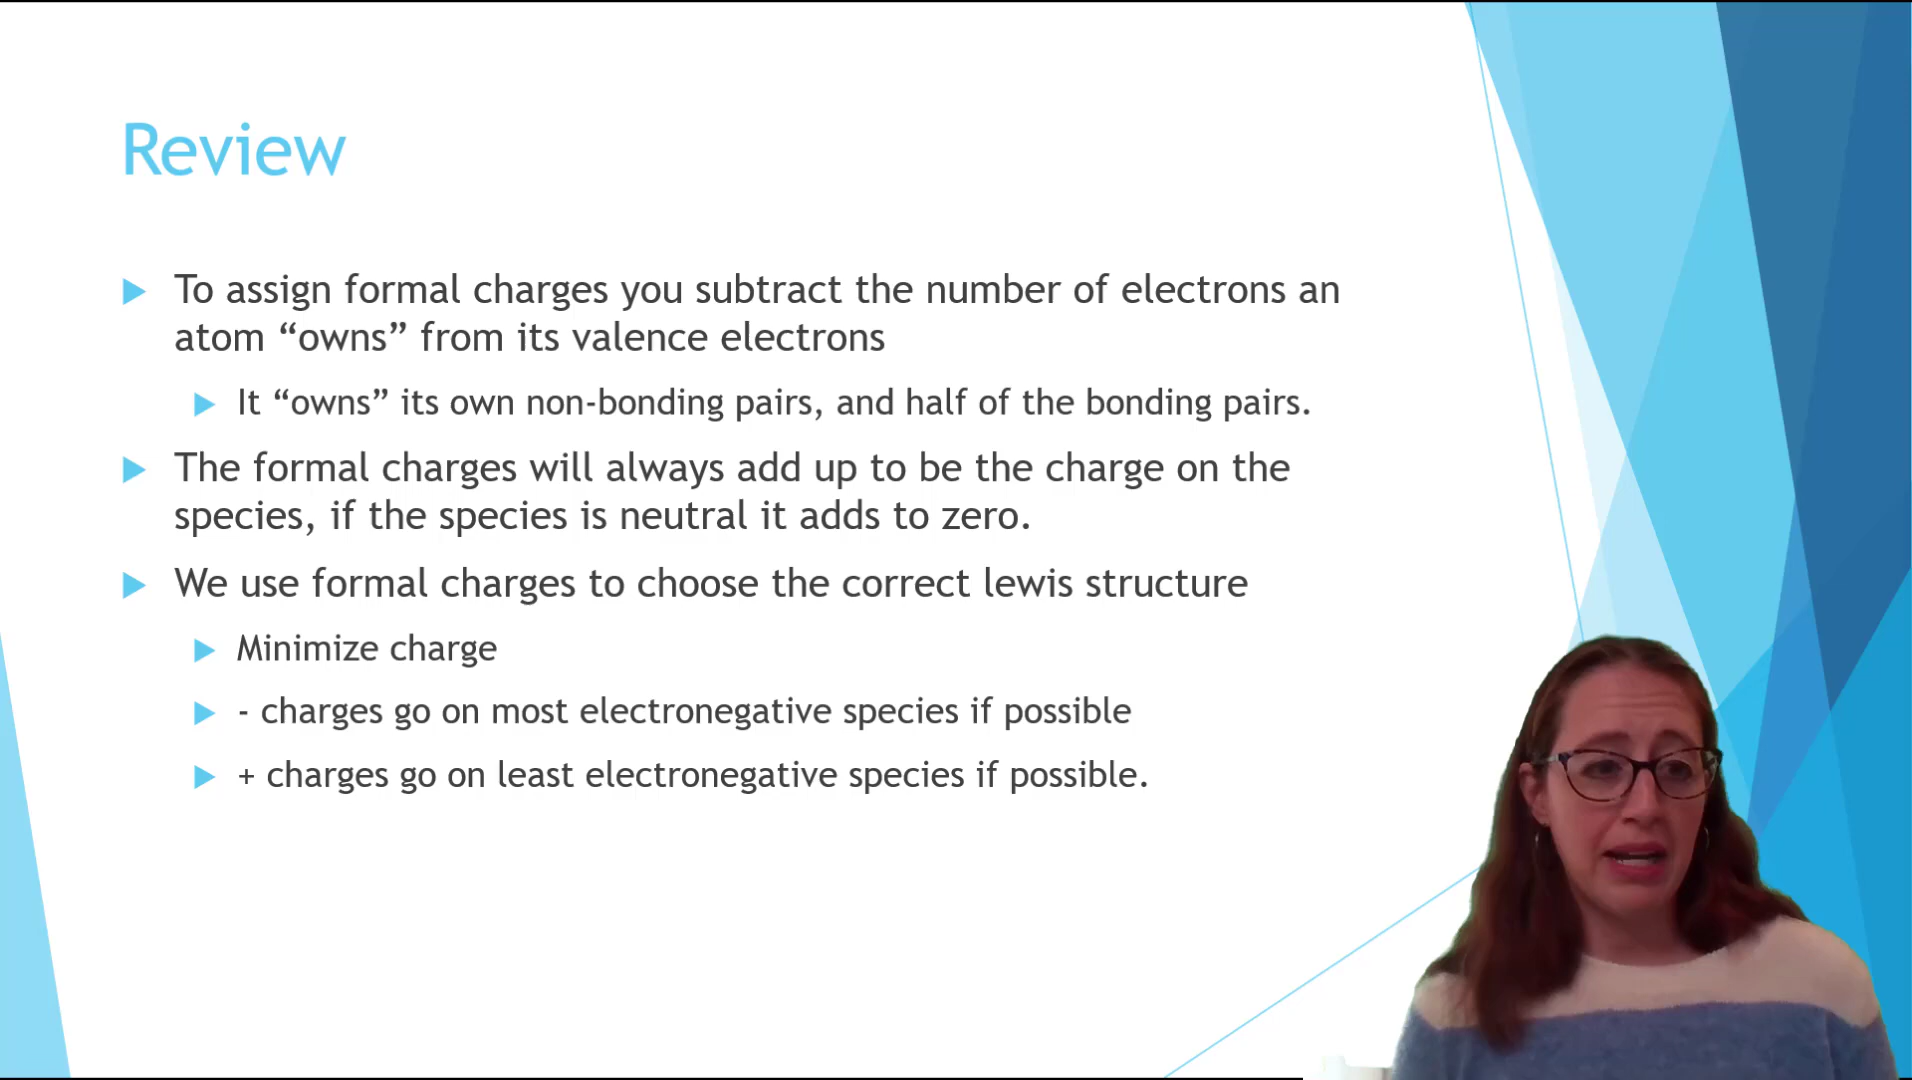 Review
To assign formal charges you subtract the number of electrons an
atom “owns” from its valence electrons
It “owns” its own non-bonding pairs, and half of the bonding pairs.
The formal charges will always add up to be the charge on the
species, if the species is neutral it adds to zero.
We use formal charges to choose the correct lewis structure
Minimize charge
- charges go on most electronegative species if possible
+ charges go on least electronegative species if possible.